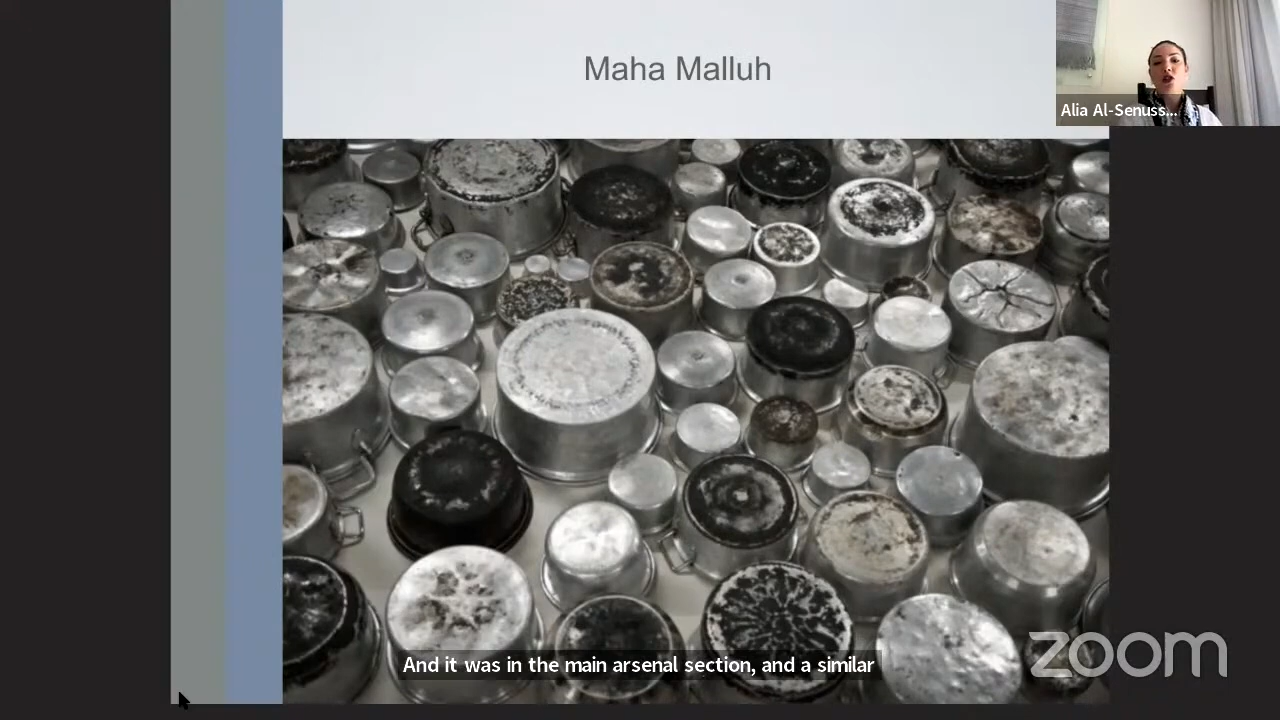 Maha Malluh
Alia Al-Senuss...
And it was in the main arsenal section, and a similar
zoom